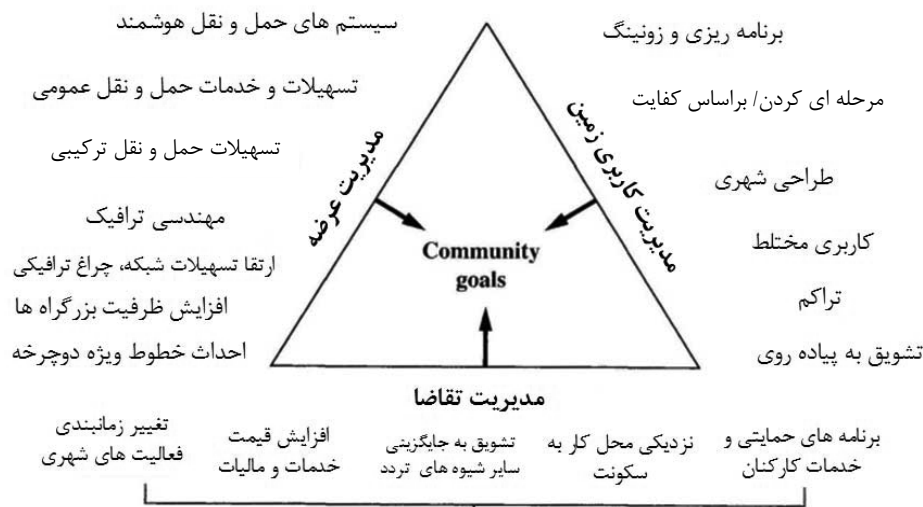 سیستم های حمل و نقل هوشمند
تسهیلات و خدمات حمل و نقل عمومی
تسهیلات حمل و نقل ترکیبی
مهندسی ترافیک
ارتقا تسهیلات شبکه، چراغ ترافیکی
افزایش ظرفیت بزرگراه ها
احداث خطوط ویژه دوچرخه
مدیریت عرضه
برنامه ریزی و زونینگ
مرحله ای کردن/ براساس کفایت
طراحی شهری
کاربری مختلط
تراکم
تشویق به پیاده روی
مدیریت کاربری زمین
Community
goals
مدیریت تقاضا
برنامه های حمایتی و
خدمات کارکنان
نزدیکی محل کار به
سکونت
تشویق به جایگزینی
سایر شیوه های تردد
افزایش قیمت
خدمات و مالیات
تغییر زمانبندی
فعالیت های شهری